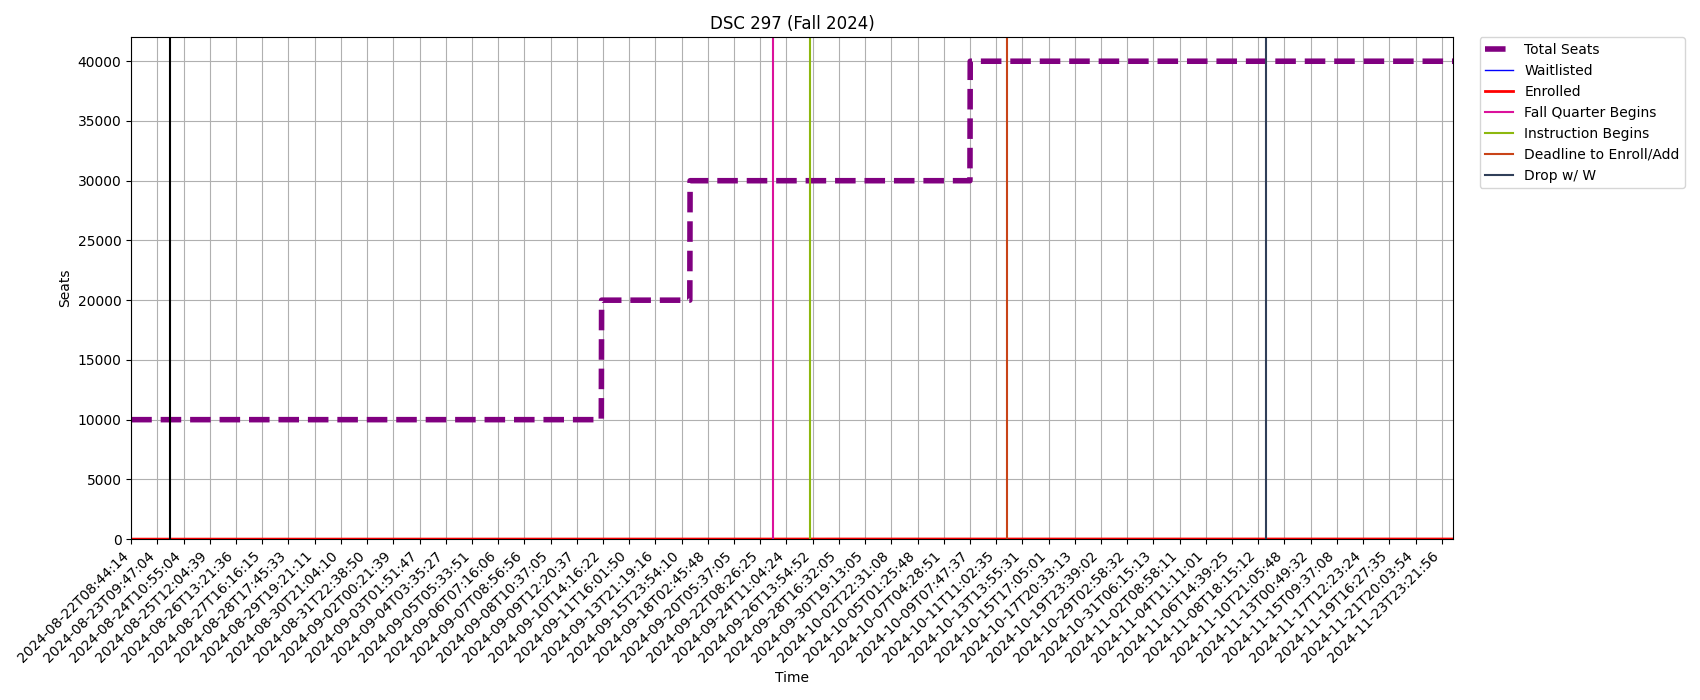 DSC 297 (Fall 2024)
Total Seats
Waitlisted
Enrolled
Fall Quarter Begins
Instruction Begins
Deadline to Enroll/Add
Drop w/ W
Seats
40000
35000
30000
25000
20000
15000
10000
5000
0
2024-08-22T08:44:14
2024-08-23T09:47:04
2024-08-24T10:55:04
2024-08-25T12:04:39
2024-08-26T13:21:36
2024-08-27T16:16:15
2024-08-28T17:45:33
2024-08-29T19:21:11
2024-08-30T21:04:10
2024-08-31T22:38:50
2024-09-02T00:21:39
2024-09-03T01:51:47
2024-09-04T03:35:27
2024-09-05T05:33:51
2024-09-06T07:16:06
2024-09-07T08:56:56
2024-09-08T10:37:05
2024-09-09T12:20:37
2024-09-10T14:16:22
2024-09-11T16:01:50
2024-09-13T21:19:16
2024-09-15T23:54:10
2024-09-18T02:45:48
2024-09-20T05:37:05
2024-09-22T08:26:25
2024-09-24T11:04:24
2024-09-26T13:54:52
2024-09-28T16:32:05
2024-09-30T19:13:05
2024-10-02T22:31:08
2024-10-05T01:25:48
2024-10-07T04:28:51
2024-10-09T07:47:37
2024-10-11T11:02:35
2024-10-13T13:55:31
2024-10-15T17:05:01
2024-10-17T20:33:13
2024-10-19T23:39:02
2024-10-29T02:58:32
2024-10-31T06:15:13
2024-11-02T08:58:11
2024-11-04T11:11:01
2024-11-06T14:39:25
2024-11-08T18:15:12
2024-11-10T21:05:48
2024-11-13T00:49:32
2024-11-15T09:37:08
2024-11-17T12:23:24
2024-11-19T16:27:35
2024-11-21T20:03:54
2024-11-23T23:21:56
Time